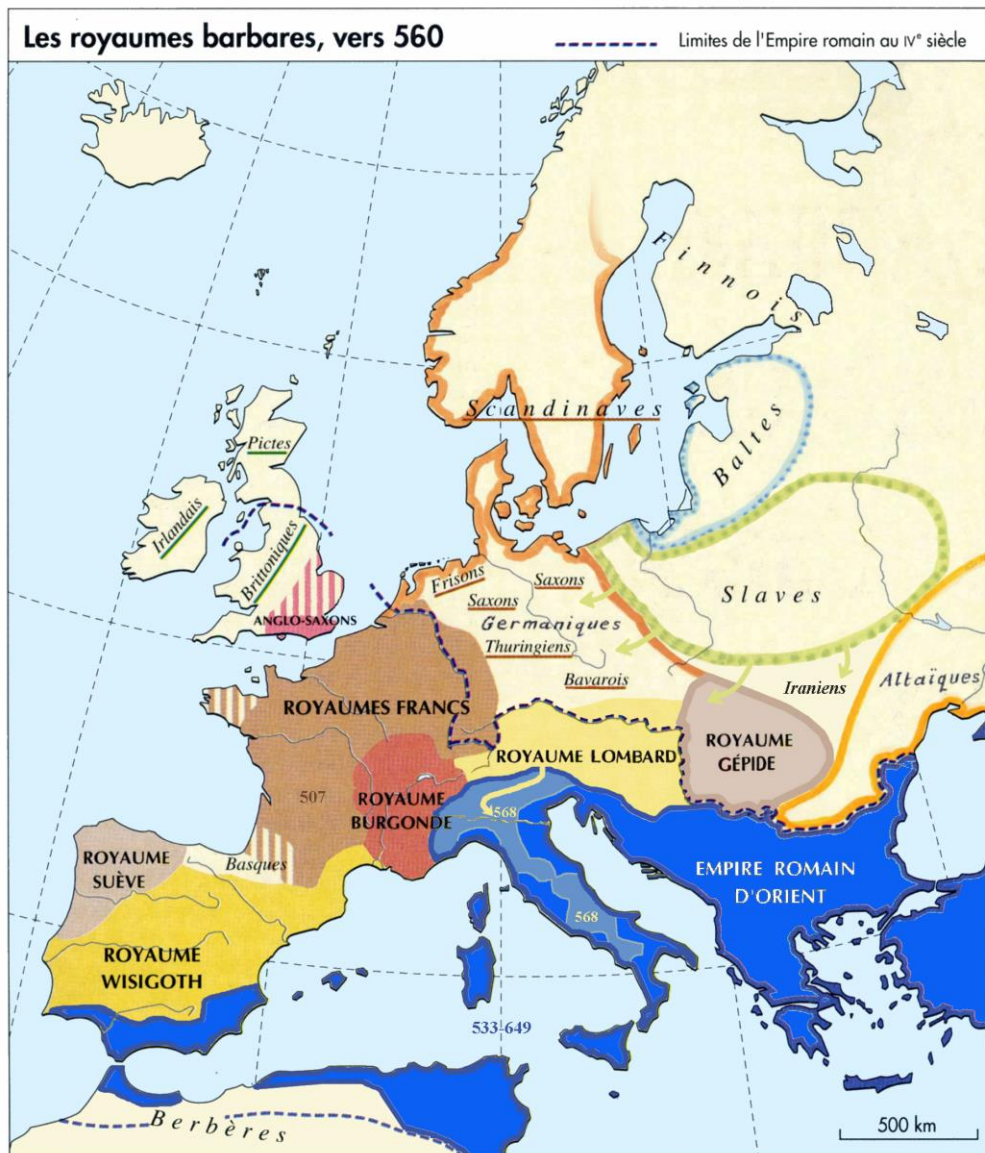 Les royaumes barbares, vers 560
Limites de l'Empire romain au IVe siècle
Finnois
Scandinaves
Baltes
Pictes
Irlandais
Brittoniques
ANGLO-SAXONS
Frisons
Saxons
Saxons
Germaniques
Thuringiens
Bavarois
Slaves
Iraniens
Altaïques
ROYAUMES FRANCS
ROYAUME LOMBARD
ROYAUME
GÉPIDE
507
ROYAUME
BURGONDE
568
ROYAUME
SUÈVE
Basques
EMPIRE ROMAIN
D'ORIENT
568
ROYAUME
WISIGOTH
533-649
Berbères
500 km